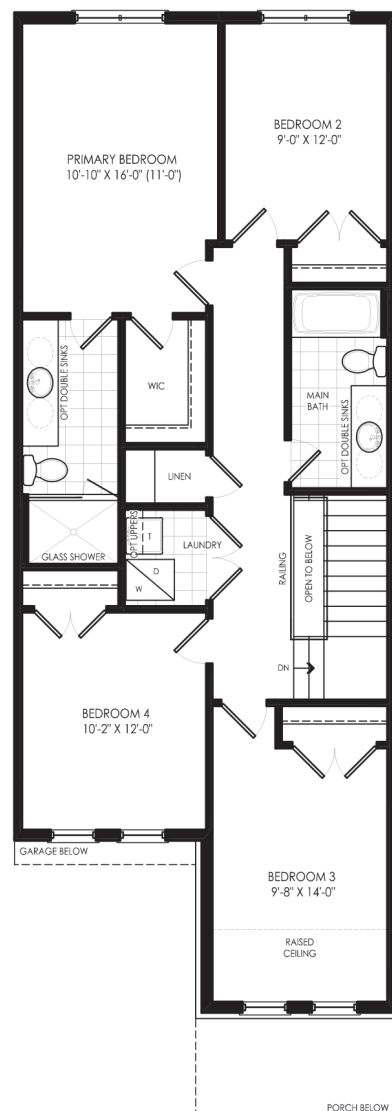 BEDROOM 2
9'-0" X 12'-0"
PRIMARY BEDROOM
10'-10" X 16'-0" (11'-0")
OPT DOUBLE SINKS
WIC
MAIN
BATH
OPT DOUBLE SINKS
LINEN
OPT UPPERS
T
LAUNDRY
GLASS SHOWER
D
W
RAILING
OPEN TO BELOW
DN
BEDROOM 4
10'-2" X 12'-0"
GARAGE BELOW
BEDROOM 3
9'-8" X 14'-0"
RAISED
CEILING
PORCH BELOW